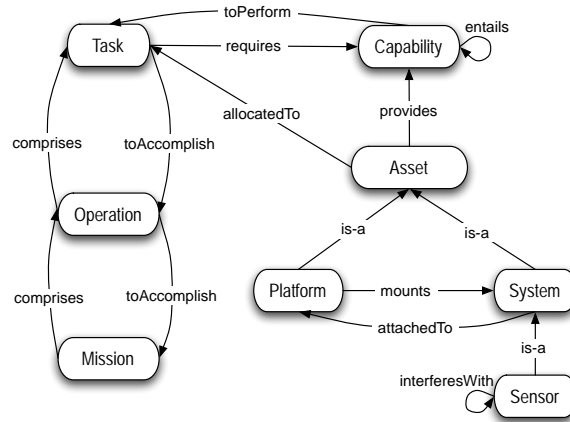 toPerform
Task
requires
Capability
entails
allocatedTo
provides
comprises
toAccomplish
Asset
Operation
is-a
is-a
comprises
toAccomplish
Platform
mounts
System
attachedTo
Mission
is-a
interferesWith
Sensor